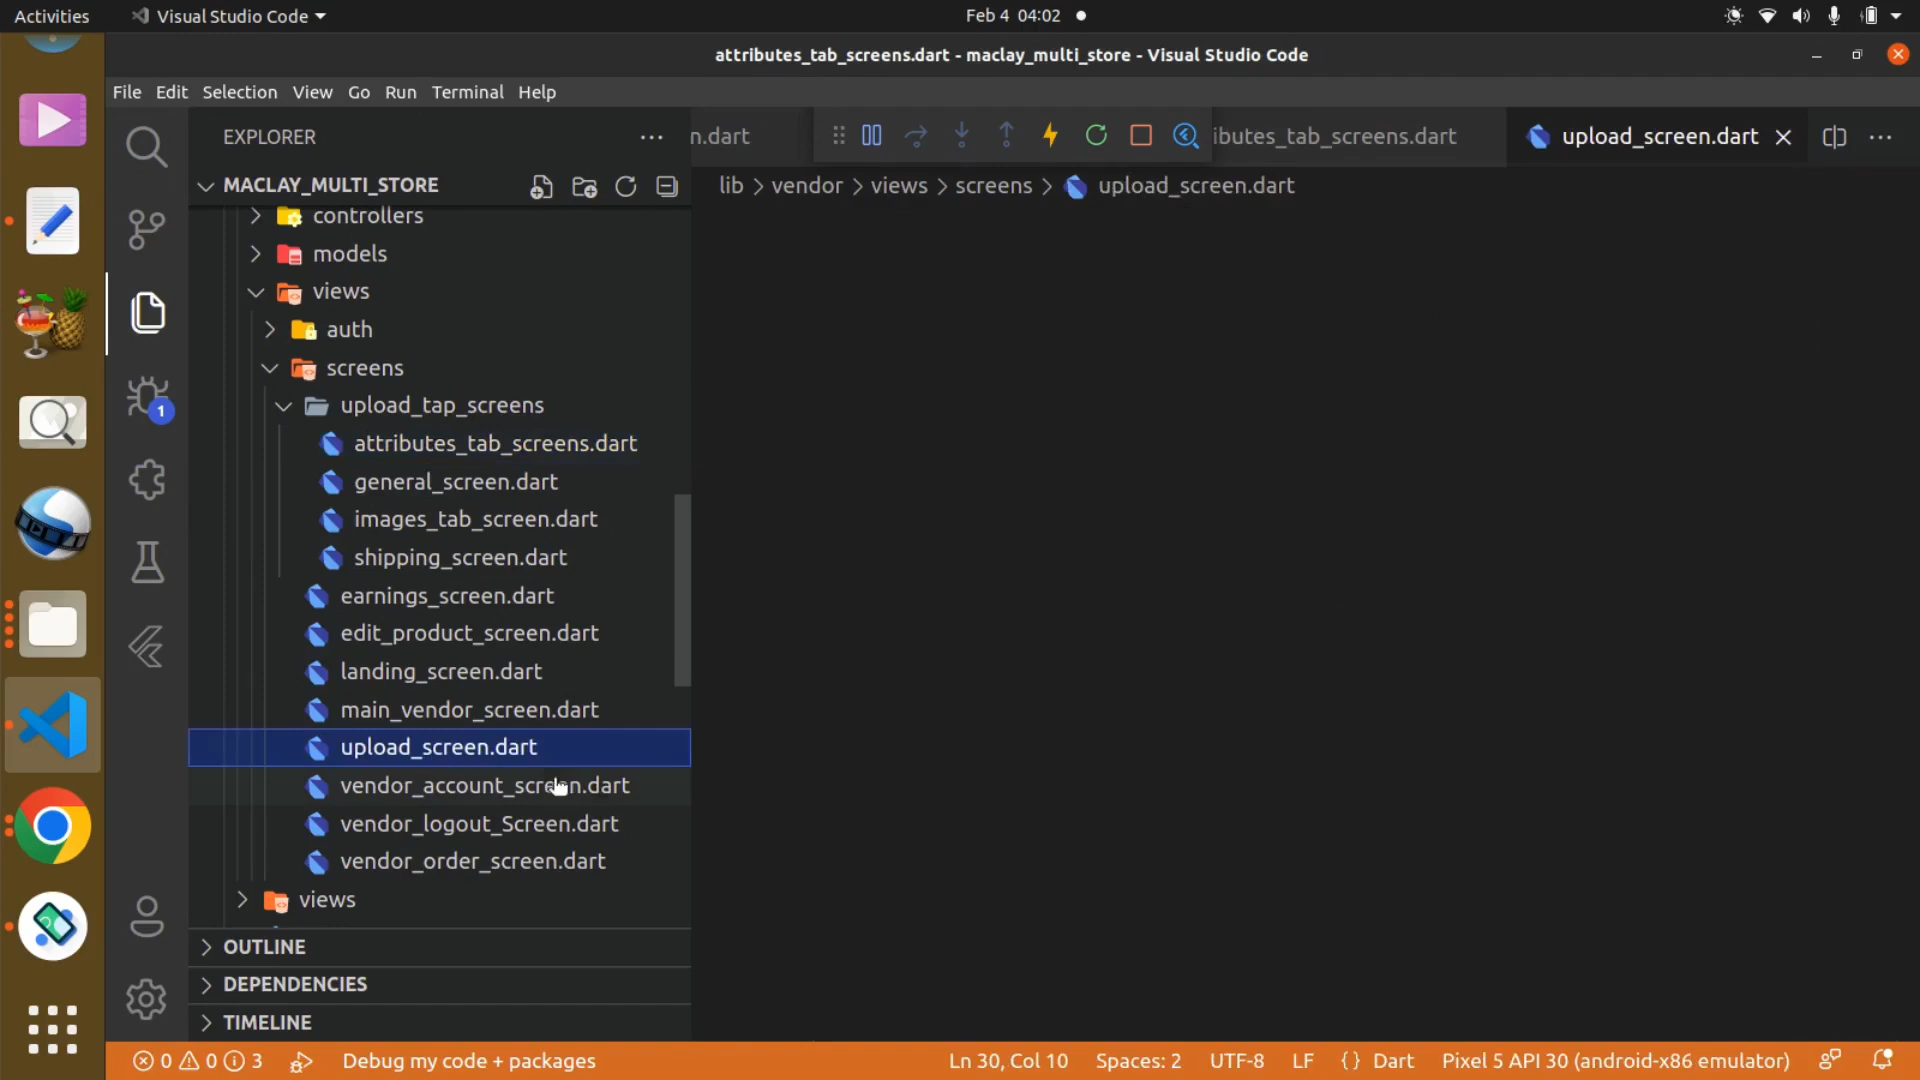 Activities
Visual Studio Code
Feb 4 04:02
attributes_tab_screens.dart - maclay_multi_store - Visual Studio Code
File Edit Selection View Go Run Terminal Help
EXPLORER
n.dart
ibutes_tab_screens.dart
upload_screen.dart
MACLAY_MULTI_STORE
lib > vendor > views > screens > upload_screen.dart
controllers
models
views
auth
screens
upload_tap_screens
attributes_tab_screens.dart
general_screen.dart
images_tab_screen.dart
shipping_screen.dart
earnings_screen.dart
edit_product_screen.dart
landing_screen.dart
main_vendor_screen.dart
upload_screen.dart
vendor_account_screen.dart
vendor_logout_Screen.dart
vendor_order_screen.dart
views
1
OUTLINE
DEPENDENCIES
TIMELINE
0 0 3 Debug my code + packages Ln 30, Col 10 Spaces: 2 UTF-8 LF {} Dart Pixel 5 API 30 (android-x86 emulator)